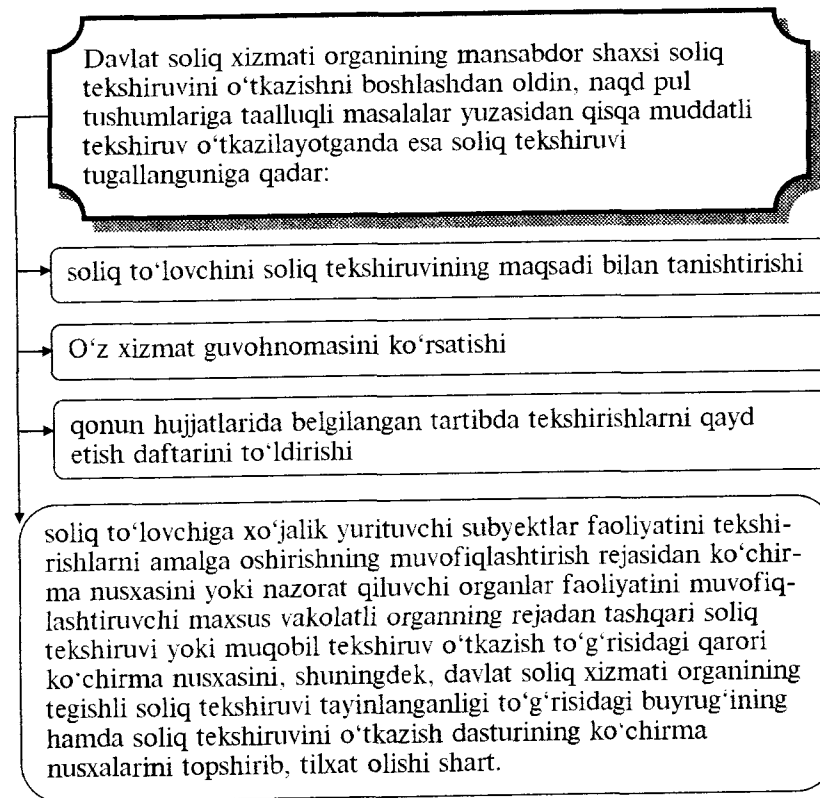 Davlat soliq xizmati organining mansabdor shaxsi soliq
tekshiruvini o‘tkazishni boshlashdan oldin, naqd pul
tushumlariga taalluqli masalalar yuzasidan qisqa muddatli
tekshiruv o‘tkazilayotganda esa soliq tekshiruvi
tugallanguniga qadar:
soliq to‘lovchini soliq tekshiruvining maqsadi bilan tanishtirishi
O‘z xizmat guvohnomasini ko‘rsatishi
qonun hujjatlarida belgilangan tartibda tekshirishlarni qayd
etish daftarini to‘ldirishi
soliq to‘lovchiga xo‘jalik yurituvchi subyektlar faoliyatini tekshi-
rishlarni amalga oshirishning muvofiqlashtirish rejasidan ko‘chir-
ma nusxasini yoki nazorat qiluvchi organlar faoliyatini muvofiq-
lashtiruvchi maxsus vakolatli organning rejadan tashqari soliq
tekshiruvi yoki muqobil tekshiruv o‘tkazish to‘g‘risidagi qarori
ko‘chirma nusxasini, shuningdek, davlat soliq xizmati organining
tegishli soliq tekshiruvi tayinlanganligi to‘g‘risidagi buyrug‘ining
hamda soliq tekshiruvini o‘tkazish dasturining ko‘chirma
nusxalarini topshirib, tilxat olishi shart.